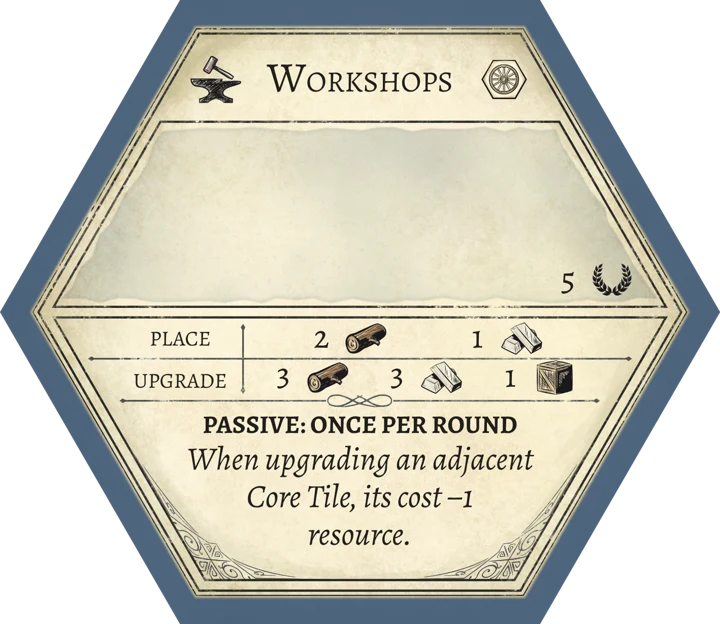 Workshops
5
PLACE 2 1
UPGRADE 3 3 1
PASSIVE: ONCE PER ROUND
When upgrading an adjacent
Core Tile, its cost –1
resource.